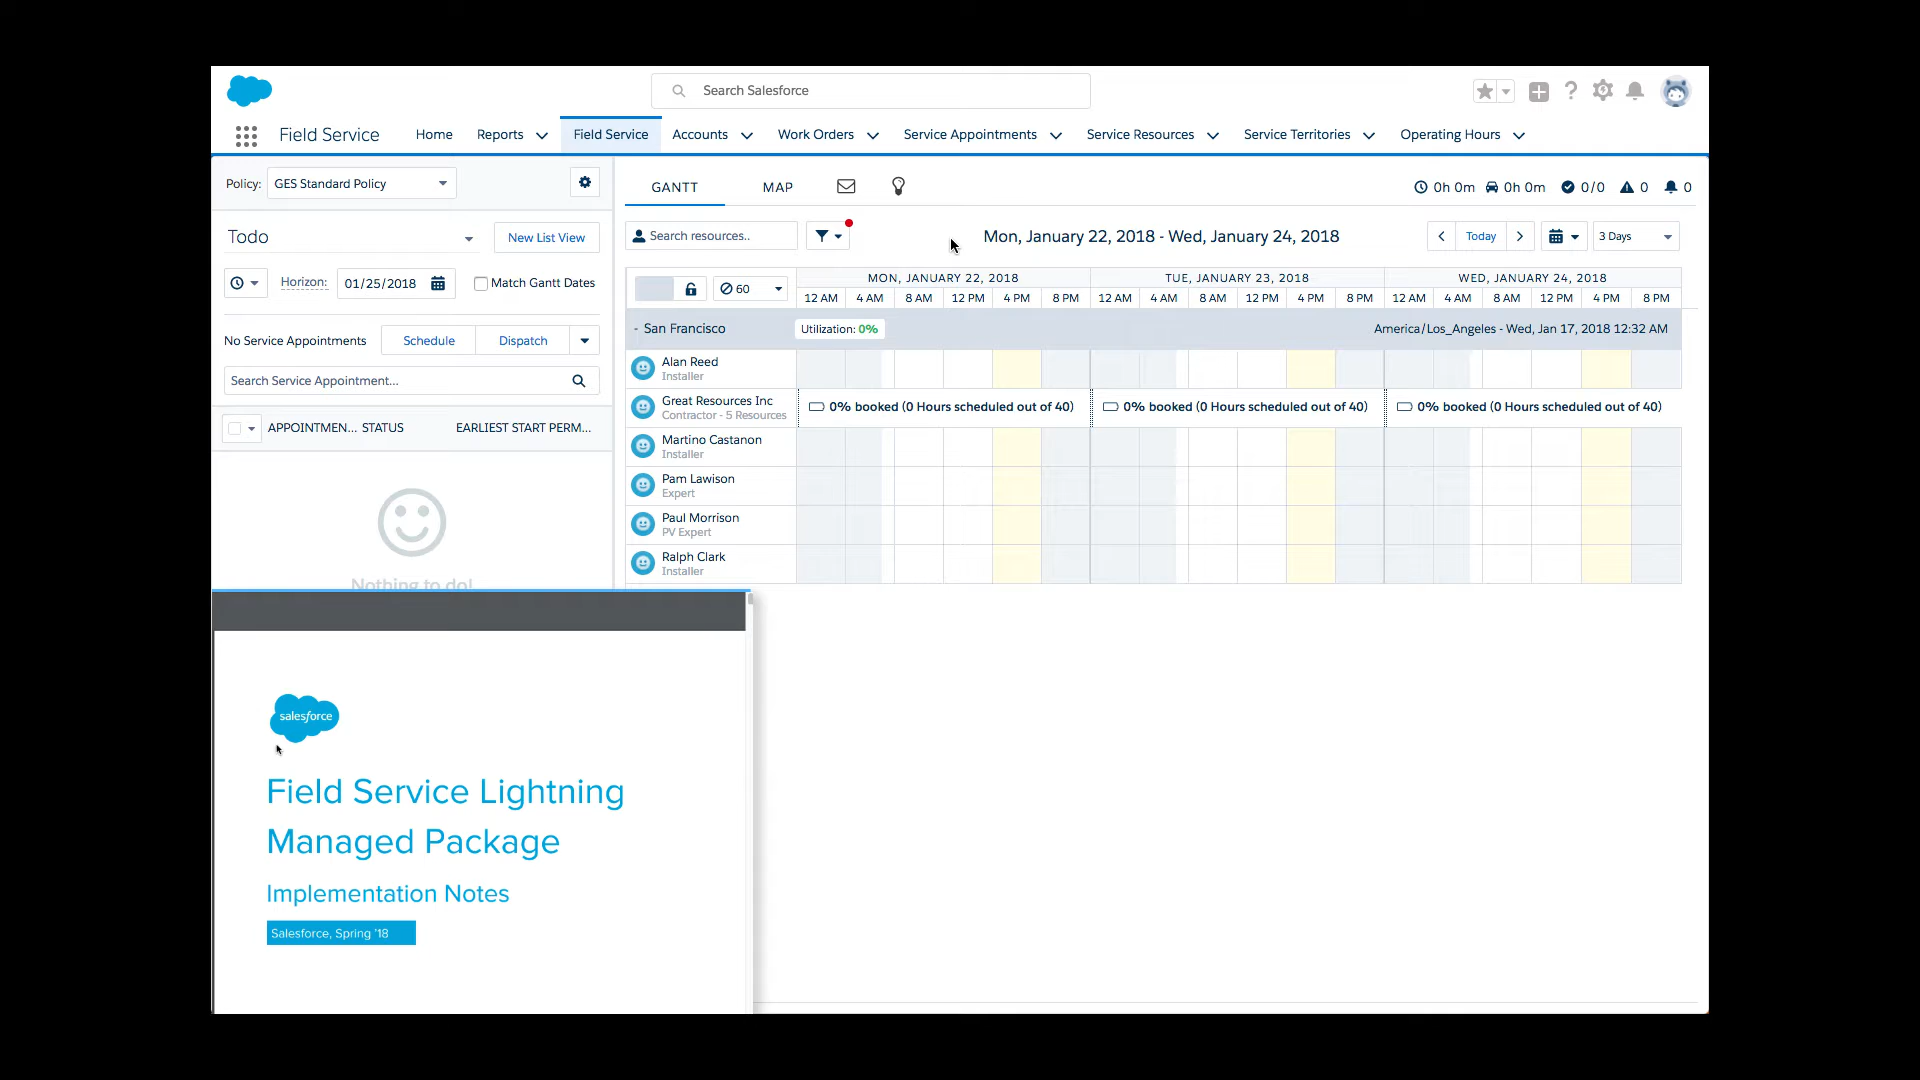 Search Salesforce
Field Service
Home
Reports
Field Service
Accounts
Work Orders
Service Appointments
Service Resources
Service Territories
Operating Hours
Policy:
GES Standard Policy
GANTT
MAP
0h 0m
0h 0m
0/0
0
0
Todo
New List View
Search resources..
Mon, January 22, 2018 - Wed, January 24, 2018
Today
3 Days
Horizon:
01/25/2018
Match Gantt Dates
60
MON, JANUARY 22, 2018
TUE, JANUARY 23, 2018
WED, JANUARY 24, 2018
12 AM 4 AM 8 AM 12 PM 4 PM 8 PM 12 AM 4 AM 8 AM 12 PM 4 PM 8 PM 12 AM 4 AM 8 AM 12 PM 4 PM 8 PM
No Service Appointments
Schedule
Dispatch
- San Francisco
Utilization: 0%
America/Los_Angeles - Wed, Jan 17, 2018 12:32 AM
Search Service Appointment...
APPOINTMEN... STATUS EARLIEST START PERM...
Alan Reed
Installer
Great Resources Inc
Contractor - 5 Resources
0% booked (0 Hours scheduled out of 40)
0% booked (0 Hours scheduled out of 40)
0% booked (0 Hours scheduled out of 40)
Martino Castanon
Installer
Pam Lawison
Expert
Paul Morrison
PV Expert
Ralph Clark
Installer
Nothing to do!
salesforce
Field Service Lightning
Managed Package
Implementation Notes
Salesforce, Spring '18